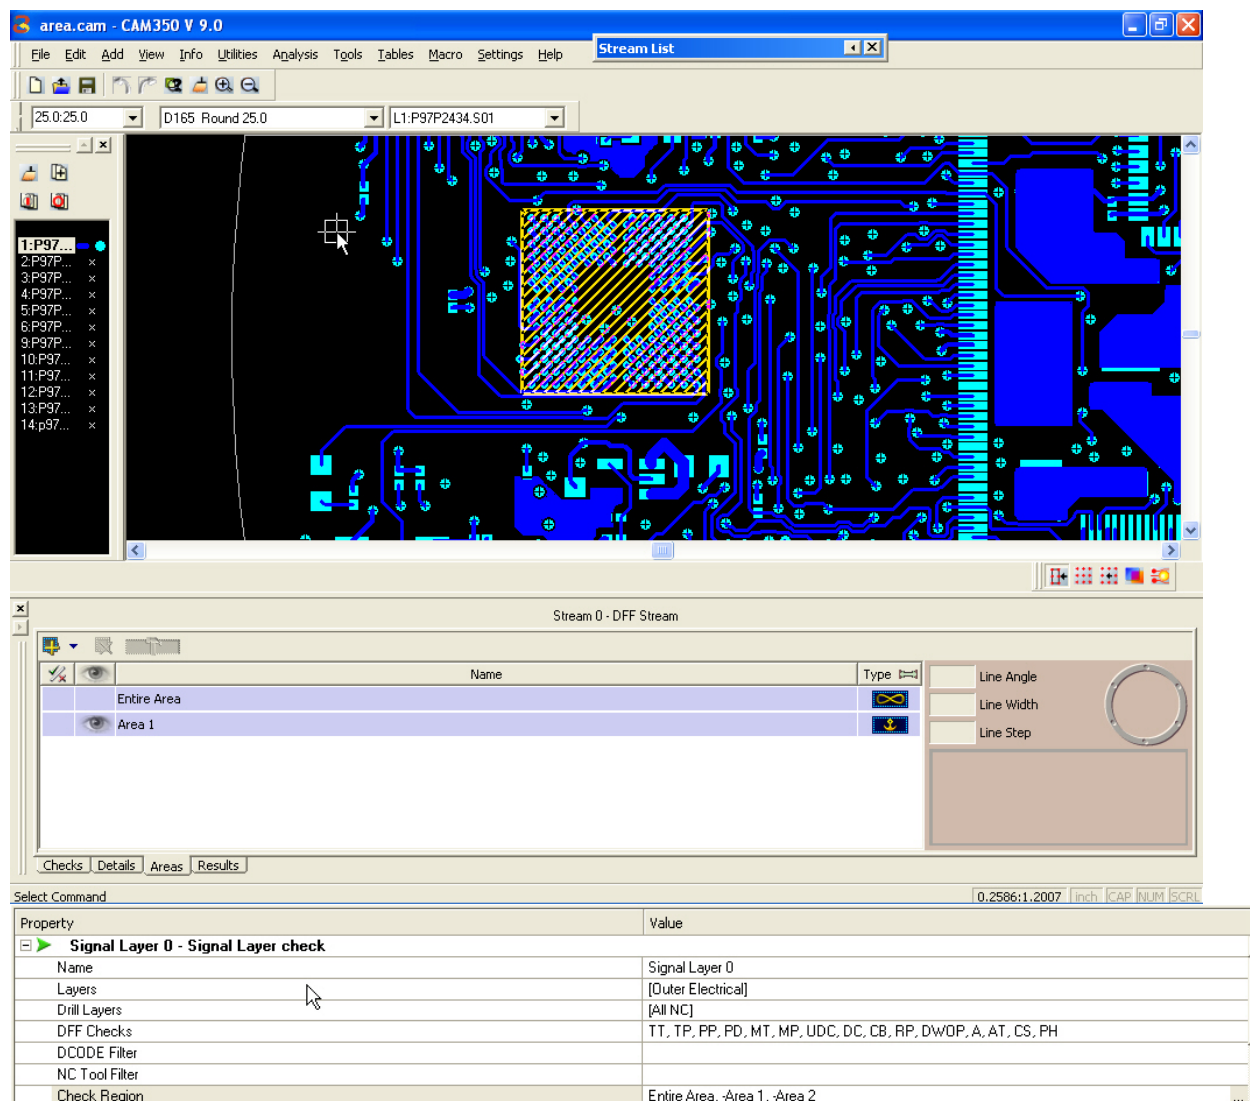 area.cam - CAM350 V 9.0
Stream List
File Edit Add View Info Utilities Analysis Tools Tables Macro Settings Help
25.0:25.0 D165 Round 25.0 L1:P97P2434.S01
1:P97...
2:P97P...
3:P97P...
4:P97P...
5:P97P...
6:P97P...
9:P97P...
10:P97...
11:P97...
12:P97...
13:P97...
14:p97...
Stream 0 - DFF Stream
Name Type
Entire Area
Area 1
Line Angle
Line Width
Line Step
Checks Details Areas Results
Select Command 0.2586:1.2007 inch CAP NUM SCRL
Property Value
Signal Layer 0 - Signal Layer check
Name Signal Layer 0
Layers [Outer Electrical]
Drill Layers [All NC]
DFF Checks TT, TP, PP, PD, MT, MP, UDC, DC, CB, RP, DWOP, A, AT, CS, PH
DCODE Filter
NC Tool Filter
Check Region Entire Area, -Area 1, -Area 2 ...